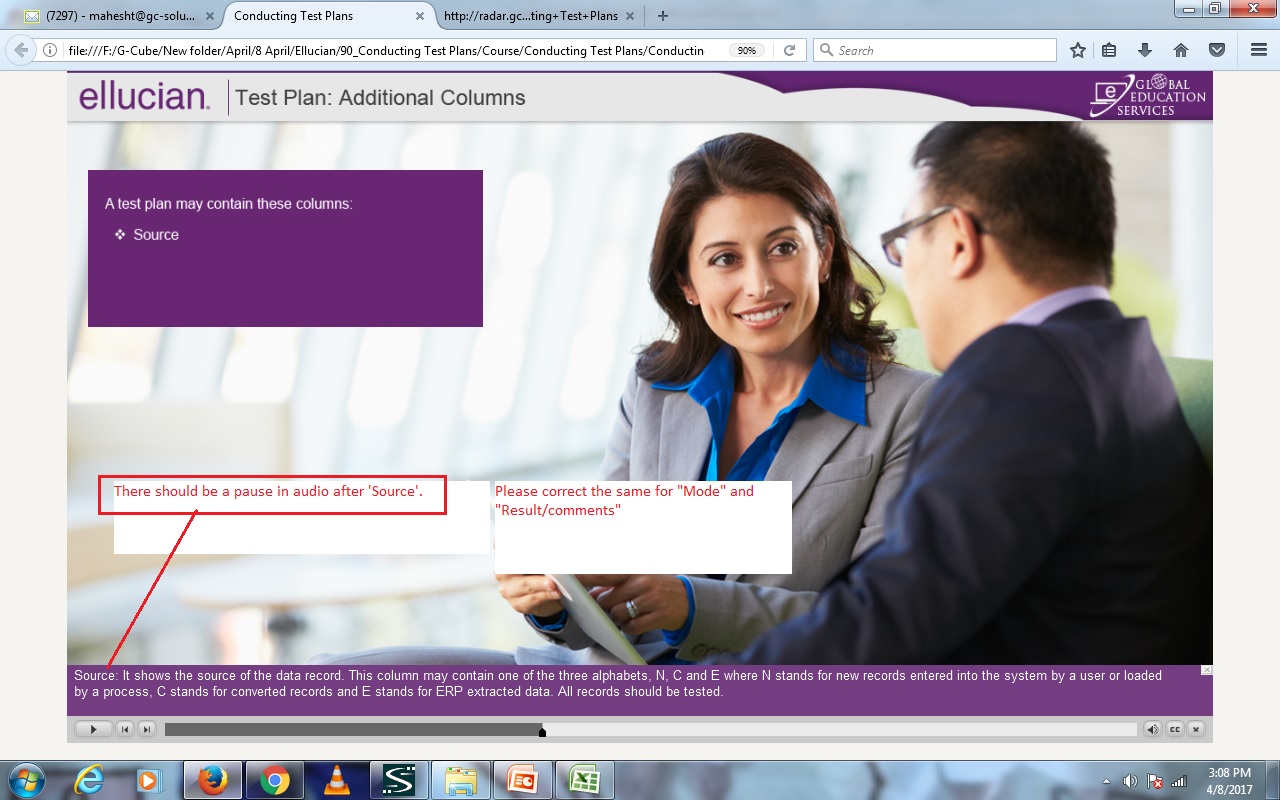 (7297) - mahesht@gc-solu...
Conducting Test Plans
http://radar.gc...ting+Test+Plans
file:///F:/G-Cube/New folder/April/8 April/Ellucian/90_Conducting Test Plans/Course/Conducting Test Plans/Conductin
90%
Search
ellucian.
Test Plan: Additional Columns
e
GLOBAL
EDUCATION
SERVICES
A test plan may contain these columns:
❖ Source
There should be a pause in audio after 'Source'.
Please correct the same for "Mode" and
"Result/comments"
Source: It shows the source of the data record. This column may contain one of the three alphabets, N, C and E where N stands for new records entered into the system by a user or loaded
by a process, C stands for converted records and E stands for ERP extracted data. All records should be tested.
CC
3:08 PM
4/8/2017